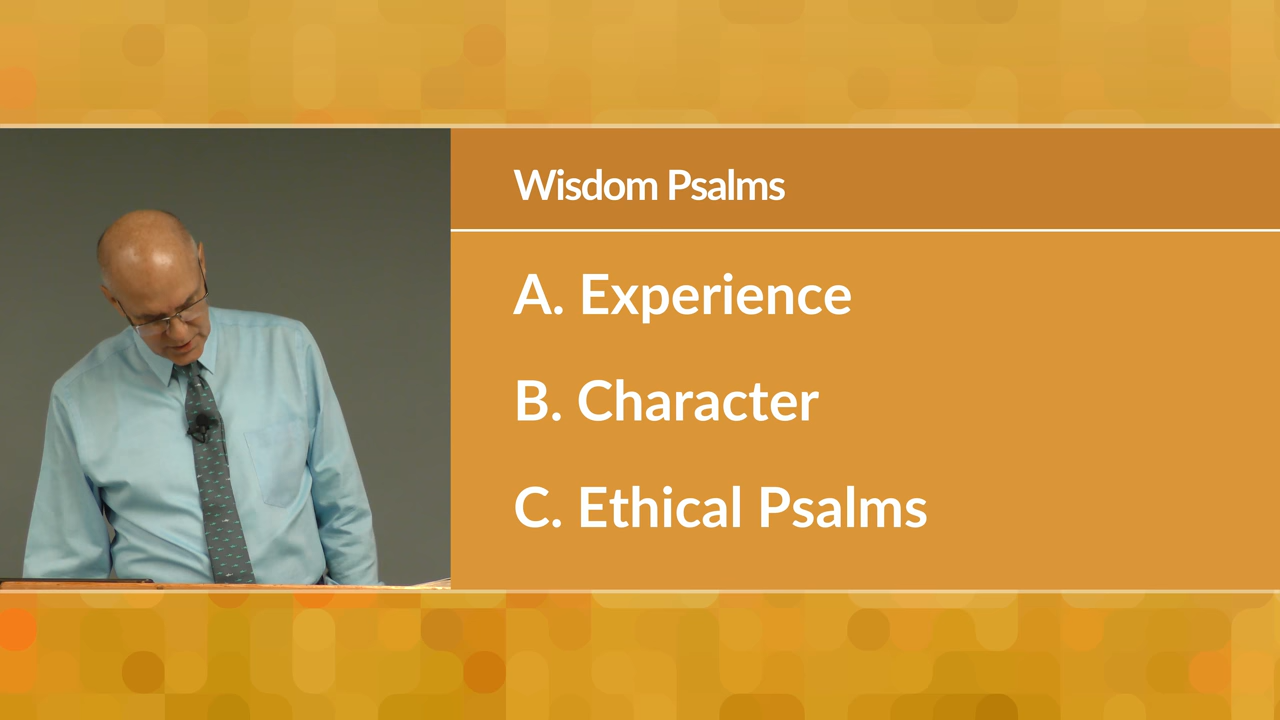 Wisdom Psalms
A. Experience
B. Character
C. Ethical Psalms